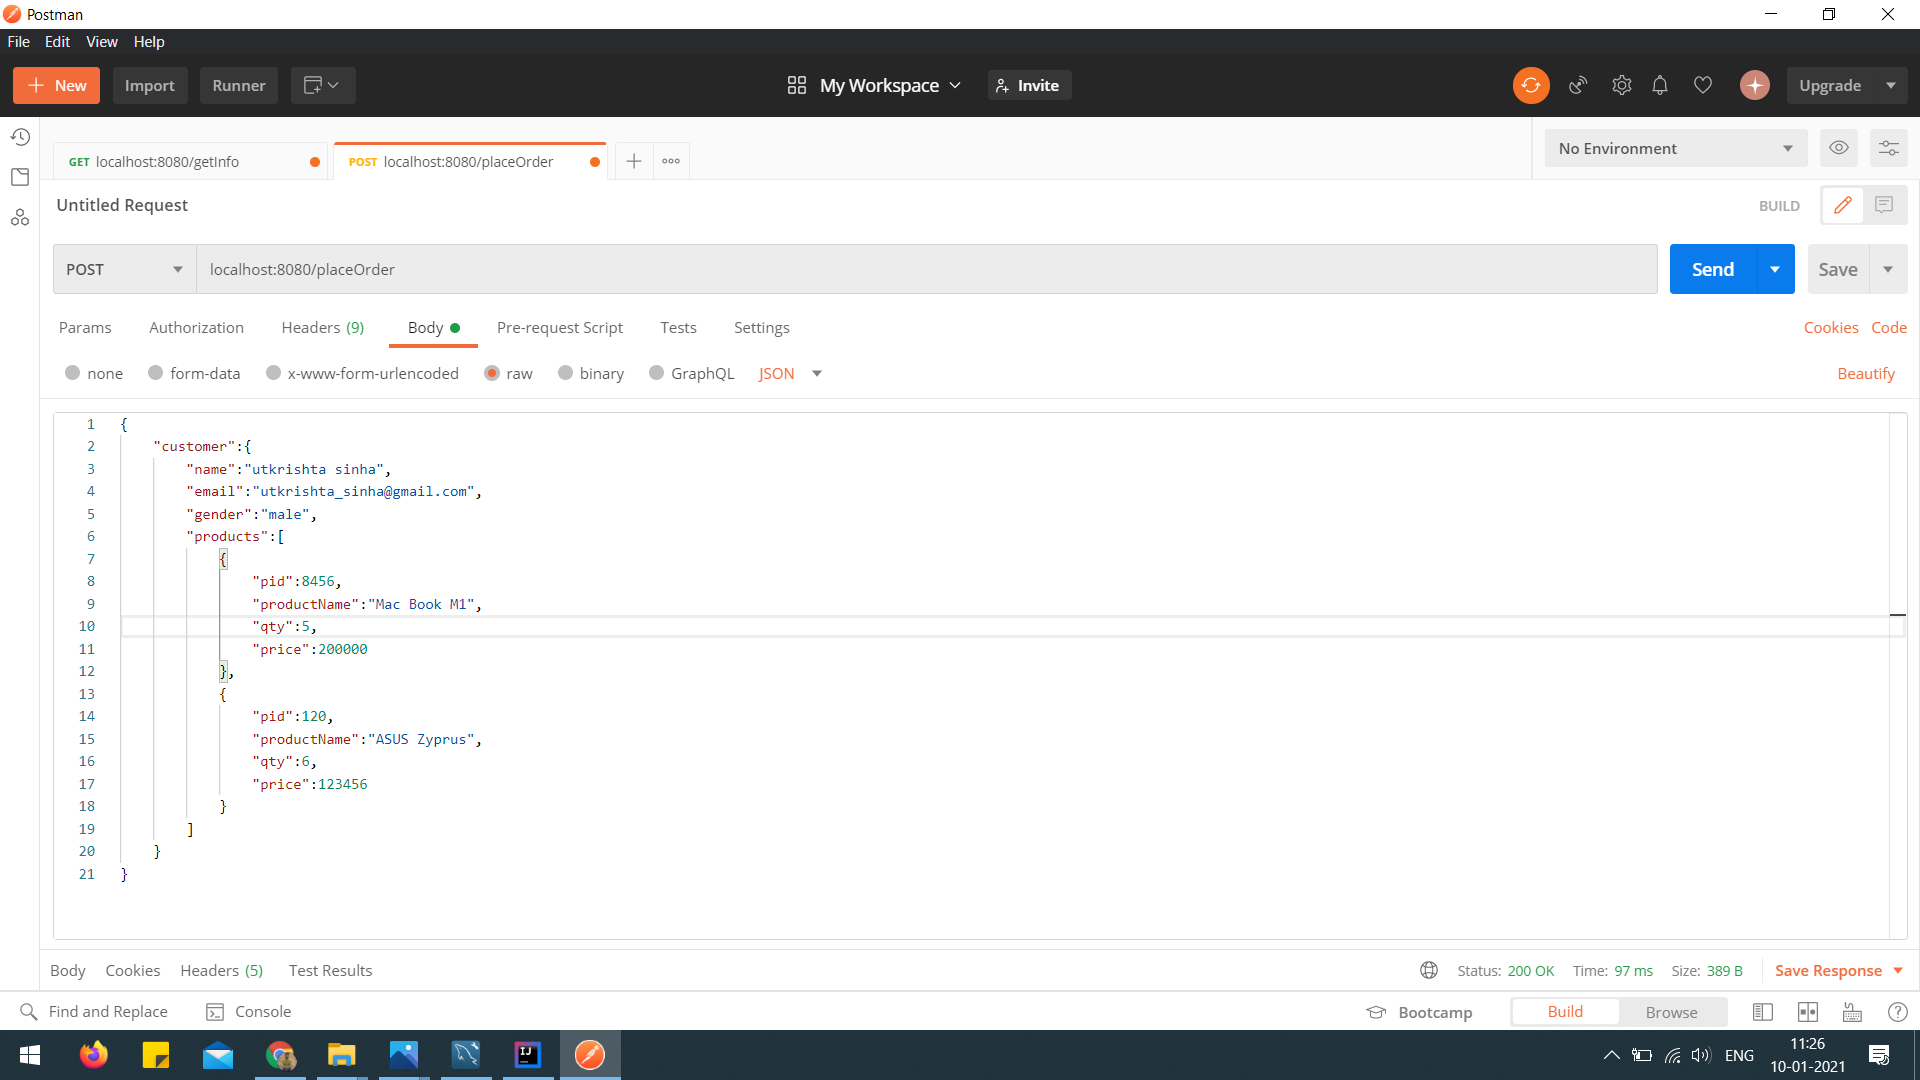 Postman
File Edit View Help
New Import Runner My Workspace Invite Upgrade
GET localhost:8080/getInfo POST localhost:8080/placeOrder No Environment
Untitled Request BUILD
POST localhost:8080/placeOrder Send Save
Params Authorization Headers (9) Body Pre-request Script Tests Settings Cookies Code
none form-data x-www-form-urlencoded raw binary GraphQL JSON Beautify
1 {
2 "customer":{
3 "name":"utkrishta sinha",
4 "email":"utkrishta_sinha@gmail.com",
5 "gender":"male",
6 "products":[
7 {
8 "pid":8456,
9 "productName":"Mac Book M1",
10 "qty":5,
11 "price":200000
12 },
13 {
14 "pid":120,
15 "productName":"ASUS Zyprus",
16 "qty":6,
17 "price":123456
18 }
19 ]
20 }
21 }
Body Cookies Headers (5) Test Results Status: 200 OK Time: 97 ms Size: 389 B Save Response
Find and Replace Console Bootcamp Build Browse
IJ ENG 11:26
10-01-2021